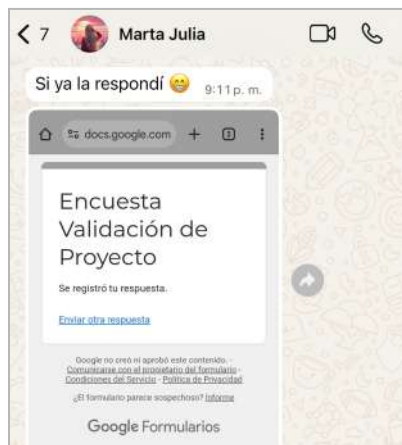 7 Marta Julia
Si ya la respondí 😁 9:11 p. m.
docs.google.com
Encuesta
Validación de
Proyecto
Se registró tu respuesta.
Enviar otra respuesta
Google no creó ni aprobó este contenido. -
Comunicarse con el propietario del formulario -
Condiciones del Servicio - Política de Privacidad
¿El formulario parece sospechoso? Informe
Google Formularios